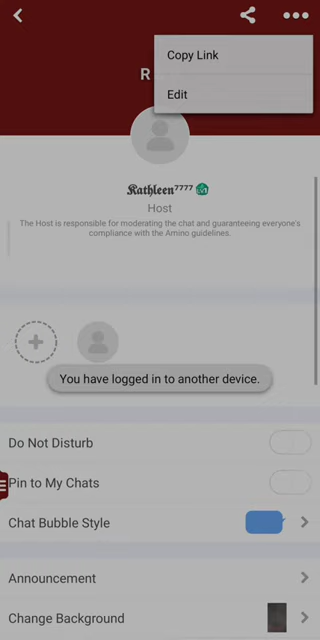 Copy Link
R
Edit
𝕶𝖆𝖙𝖍𝖑𝖊𝖊𝖓⁷⁷⁷⁷ LV1
Host
The Host is responsible for moderating the chat and guaranteeing everyone's
compliance with the Amino guidelines.
You have logged in to another device.
Do Not Disturb
Pin to My Chats
Chat Bubble Style
Announcement
Change Background